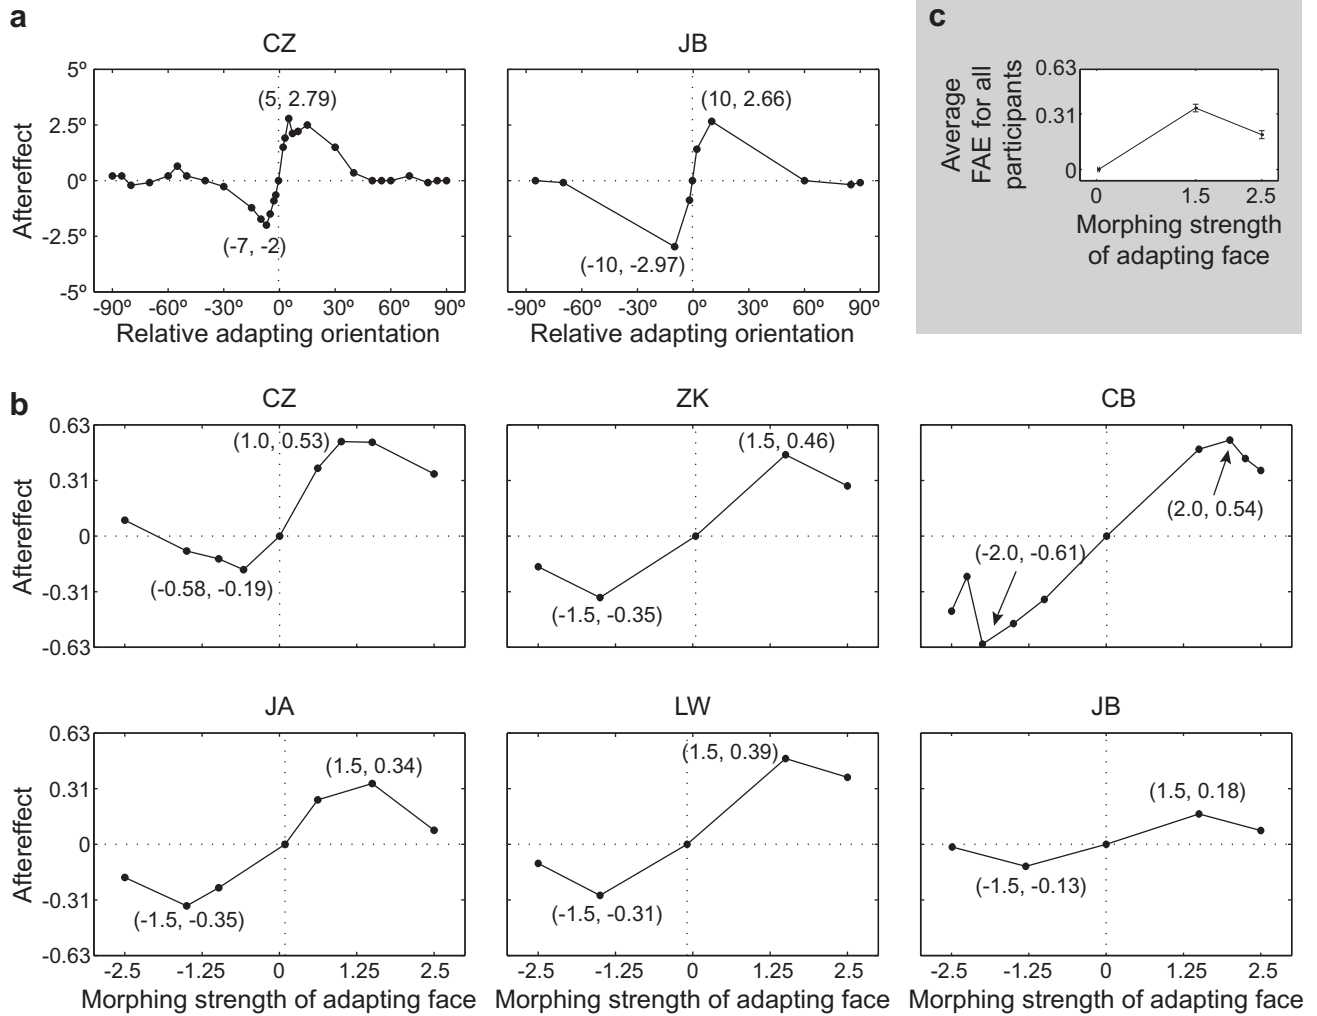 a
CZ
JB
5º
2.5º
0º
-2.5º
-5º
Aftereffect
(5, 2.79)
(-7, -2)
-90º -60º -30º 0º 30º 60º 90º
Relative adapting orientation
(10, 2.66)
(-10, -2.97)
-90º -60º -30º 0º 30º 60º 90º
Relative adapting orientation
c
Average
FAE for all
participants
0.63
0.31
0
0 1.5 2.5
Morphing strength
of adapting face
b
CZ
ZK
CB
0.63
0.31
0
-0.31
-0.63
Aftereffect
(1.0, 0.53)
(-0.58, -0.19)
(1.5, 0.46)
(-1.5, -0.35)
(2.0, 0.54)
(-2.0, -0.61)
JA
LW
JB
0.63
0.31
0
-0.31
-0.63
Aftereffect
(1.5, 0.34)
(-1.5, -0.35)
(1.5, 0.39)
(-1.5, -0.31)
(1.5, 0.18)
(-1.5, -0.13)
-2.5 -1.25 0 1.25 2.5
Morphing strength of adapting face
-2.5 -1.25 0 1.25 2.5
Morphing strength of adapting face
-2.5 -1.25 0 1.25 2.5
Morphing strength of adapting face